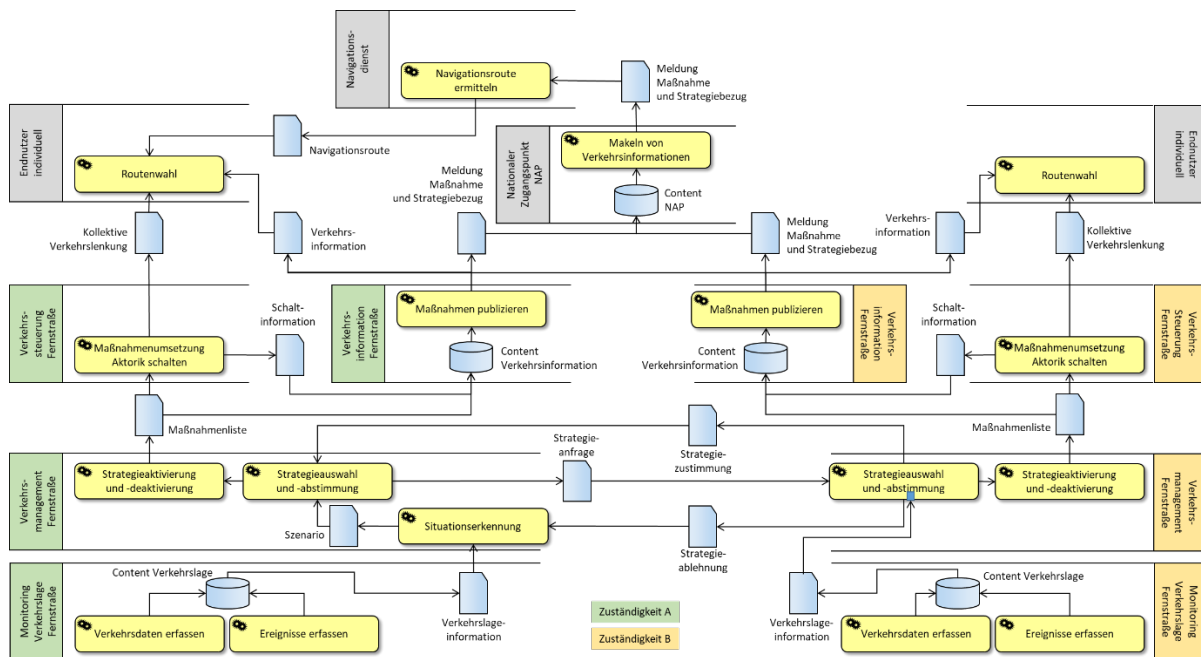 Navigations-
dienst
Navigationsroute
ermitteln
Meldung
Maßnahme
und Strategiebezug
Endnutzer
individuell
Navigationsroute
Routenwahl
Nationaler
Zugangspunkt
NAP
Makeln von
Verkehrsinformationen
Content
NAP
Meldung
Maßnahme
und Strategiebezug
Meldung
Maßnahme
und Strategiebezug
Endnutzer
individuell
Routenwahl
Kollektive
Verkehrslenkung
Verkehrs-
information
Verkehrs-
information
Kollektive
Verkehrslenkung
Verkehrs-
steuerung
Fernstraße
Schalt-
information
Maßnahmenumsetzung
Aktorik schalten
Verkehrs-
information
Fernstraße
Maßnahmen publizieren
Content
Verkehrsinformation
Maßnahmen publizieren
Content
Verkehrsinformation
Verkehrs-
information
Fernstraße
Schalt-
information
Maßnahmenumsetzung
Aktorik schalten
Verkehrs-
Steuerung
Fernstraße
Maßnahmenliste
Maßnahmenliste
Verkehrs-
management
Fernstraße
Strategieaktivierung
und -deaktivierung
Strategieauswahl
und -abstimmung
Strategie-
anfrage
Strategie-
zustimmung
Strategieauswahl
und -abstimmung
Strategieaktivierung
und -deaktivierung
Verkehrs-
management
Fernstraße
Szenario
Situationserkennung
Strategie-
ablehnung
Monitoring
Verkehrslage
Fernstraße
Content Verkehrslage
Verkehrsdaten erfassen
Ereignisse erfassen
Verkehrslage-
information
Zuständigkeit A
Zuständigkeit B
Verkehrslage-
information
Content Verkehrslage
Verkehrsdaten erfassen
Ereignisse erfassen
Monitoring
Verkehrslage
Fernstraße